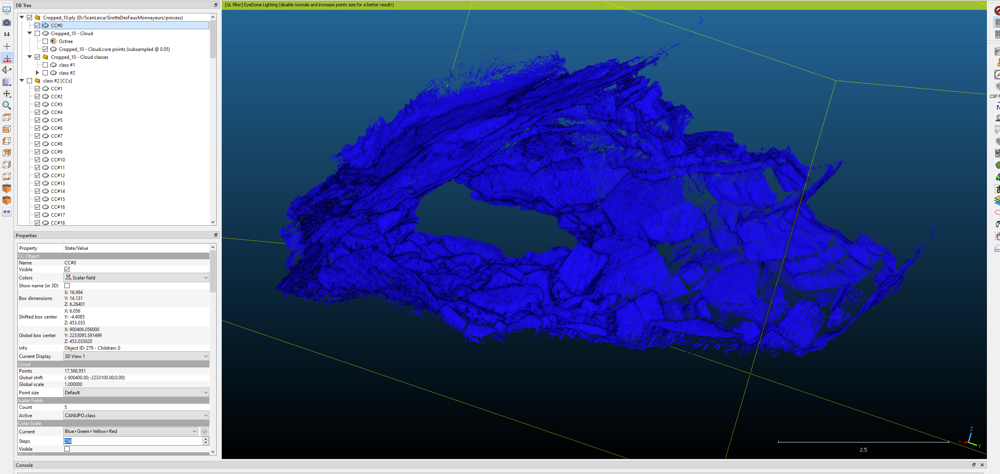 DB Tree
[GL filter] EyeDome Lighting (disable normals and increase points size for a better result!)
Cropped_10.ply (D:/ScanLeica/GrotteDesFauxMonnayeurs/process)
CC#0
Cropped_10 - Cloud
Octree
Cropped_10 - Cloud.core points (subsampled @ 0.05)
Cropped_10 - Cloud classes
class #1
class #2
class #2 [CCs]
CC#1
CC#2
CC#3
CC#4
CC#5
CC#6
CC#7
CC#8
CC#9
CC#10
CC#11
CC#12
CC#13
CC#14
CC#15
CC#16
CC#17
CC#18
1:1
auto
FRONT
BACK
Properties
Property State/Value
CC Object
Name CC#0
Visible
Colors SF Scalar field
Show name (in 3D)
Box dimensions
X: 16.994
Y: 14.131
Z: 6.26401
Shifted box center
X: 6.056
Y: -4.4085
Z: 453.033
Global box center
X: 900406.056000
Y: 2233095.591499
Z: 453.033020
Info Object ID: 279 - Children: 0
Current Display 3D View 1
Cloud
Points 17,586,951
Global shift (-900400.00;-2233100.00;0.00)
Global scale 1.000000
Point size Default
Scalar Fields
Count 5
Active CANUPO.class
Color Scale
Current Blue>Green>Yellow>Red
Steps 256
Visible
CSF F
N
Z
X
Y
2.5
Console